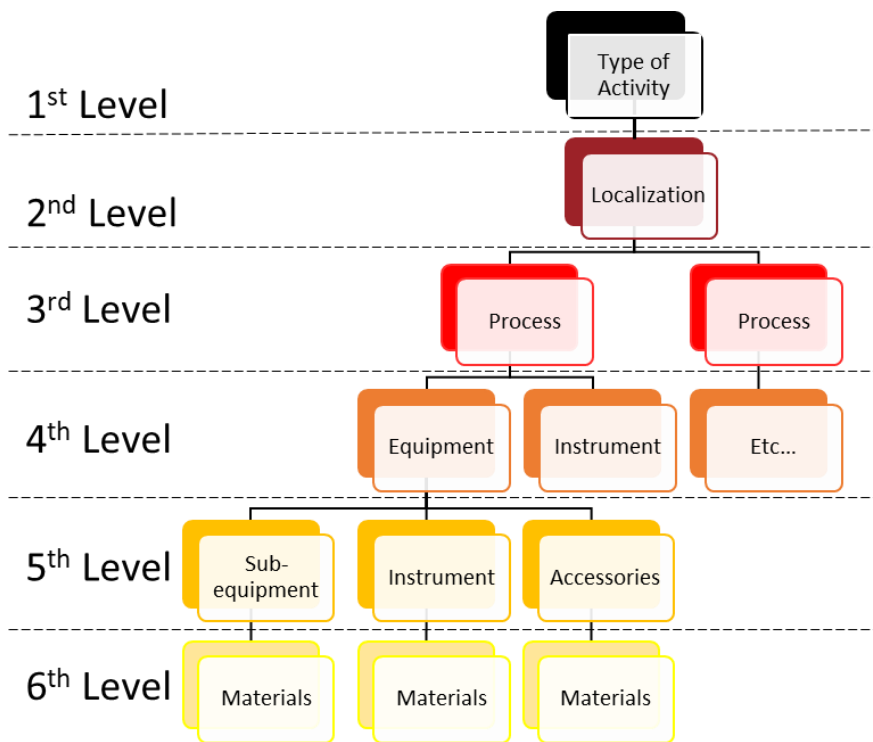 Type of
Activity
1st Level
Localization
2nd Level
3rd Level
Process
Process
4th Level
Equipment
Instrument
Etc...
5th Level
Sub-
equipment
Instrument
Accessories
6th Level
Materials
Materials
Materials